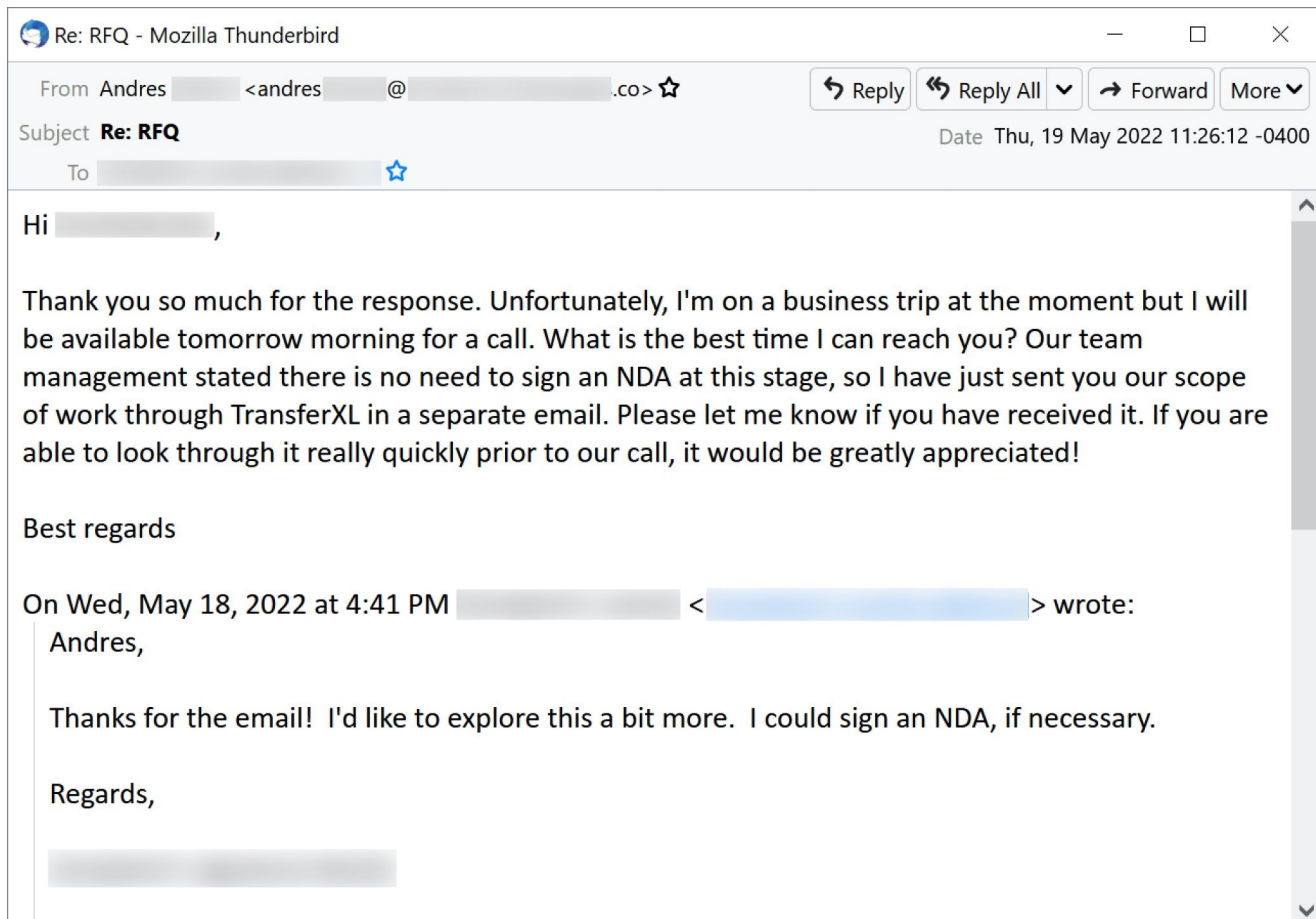 Re: RFQ - Mozilla Thunderbird
From Andres <andres @ .co>
Reply Reply All Forward More
Subject Re: RFQ
Date Thu, 19 May 2022 11:26:12 -0400
To
Hi ,
Thank you so much for the response. Unfortunately, I'm on a business trip at the moment but I will
be available tomorrow morning for a call. What is the best time I can reach you? Our team
management stated there is no need to sign an NDA at this stage, so I have just sent you our scope
of work through TransferXL in a separate email. Please let me know if you have received it. If you are
able to look through it really quickly prior to our call, it would be greatly appreciated!
Best regards
On Wed, May 18, 2022 at 4:41 PM < > wrote:
Andres,
Thanks for the email!  I'd like to explore this a bit more.  I could sign an NDA, if necessary.
Regards,